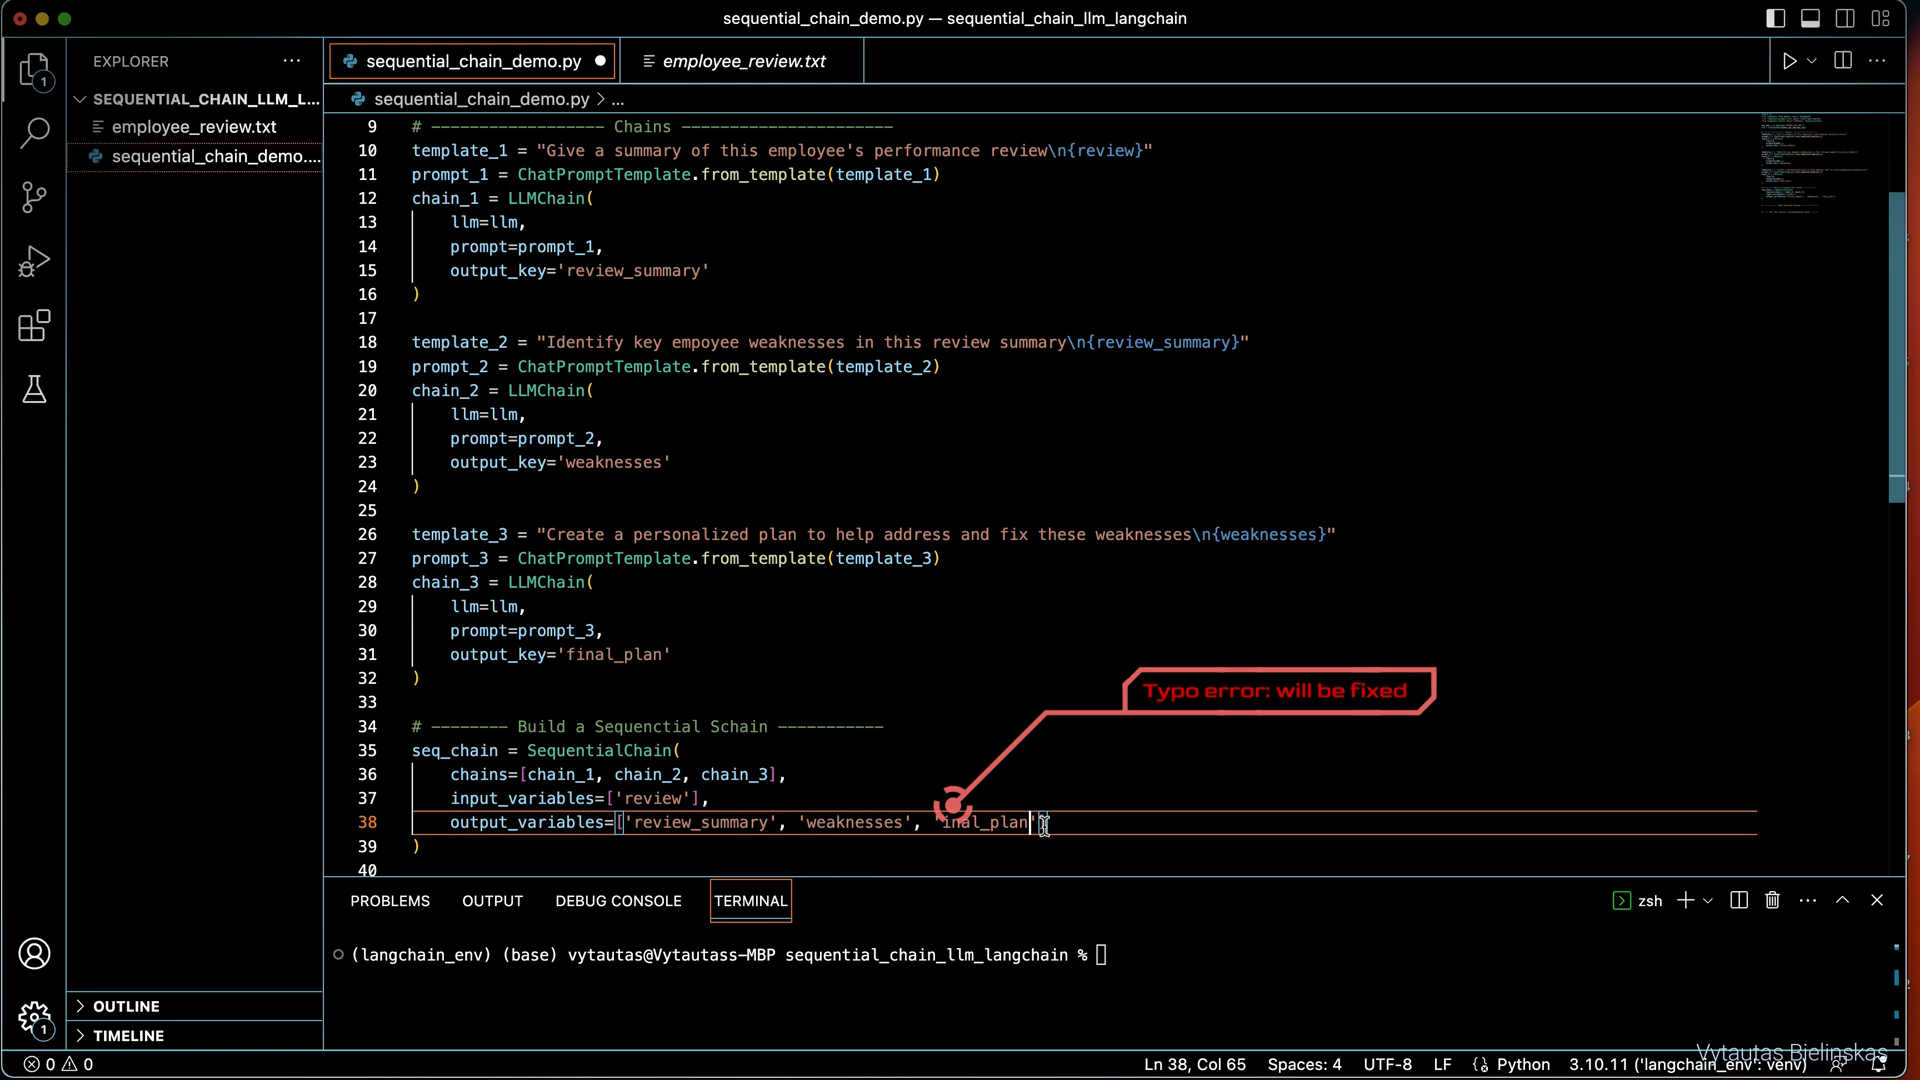 sequential_chain_demo.py — sequential_chain_llm_langchain
EXPLORER
sequential_chain_demo.py
employee_review.txt
1
SEQUENTIAL_CHAIN_LLM_L...
employee_review.txt
sequential_chain_demo....
sequential_chain_demo.py > ...
9 # —————————————————— Chains ——————————————————————
10 template_1 = "Give a summary of this employee's performance review\n{review}"
11 prompt_1 = ChatPromptTemplate.from_template(template_1)
12 chain_1 = LLMChain(
13 llm=llm,
14 prompt=prompt_1,
15 output_key='review_summary'
16 )
17
18 template_2 = "Identify key empoyee weaknesses in this review summary\n{review_summary}"
19 prompt_2 = ChatPromptTemplate.from_template(template_2)
20 chain_2 = LLMChain(
21 llm=llm,
22 prompt=prompt_2,
23 output_key='weaknesses'
24 )
25
26 template_3 = "Create a personalized plan to help address and fix these weaknesses\n{weaknesses}"
27 prompt_3 = ChatPromptTemplate.from_template(template_3)
28 chain_3 = LLMChain(
29 llm=llm,
30 prompt=prompt_3,
31 output_key='final_plan'
32 )
33
Typo error: will be fixed
34 # ———————— Build a Sequenctial Schain ———————————
35 seq_chain = SequentialChain(
36 chains=[chain_1, chain_2, chain_3],
37 input_variables=['review'],
38 output_variables=['review_summary', 'weaknesses', 'inal_plan']
39 )
40
PROBLEMS OUTPUT DEBUG CONSOLE TERMINAL
zsh
(langchain_env) (base) vytautas@Vytautass-MBP sequential_chain_llm_langchain %
OUTLINE
1
TIMELINE
0 0
Ln 38, Col 65 Spaces: 4 UTF-8 LF Python 3.10.11 ('langchain_env': venv)
Vytautas Bielinskas